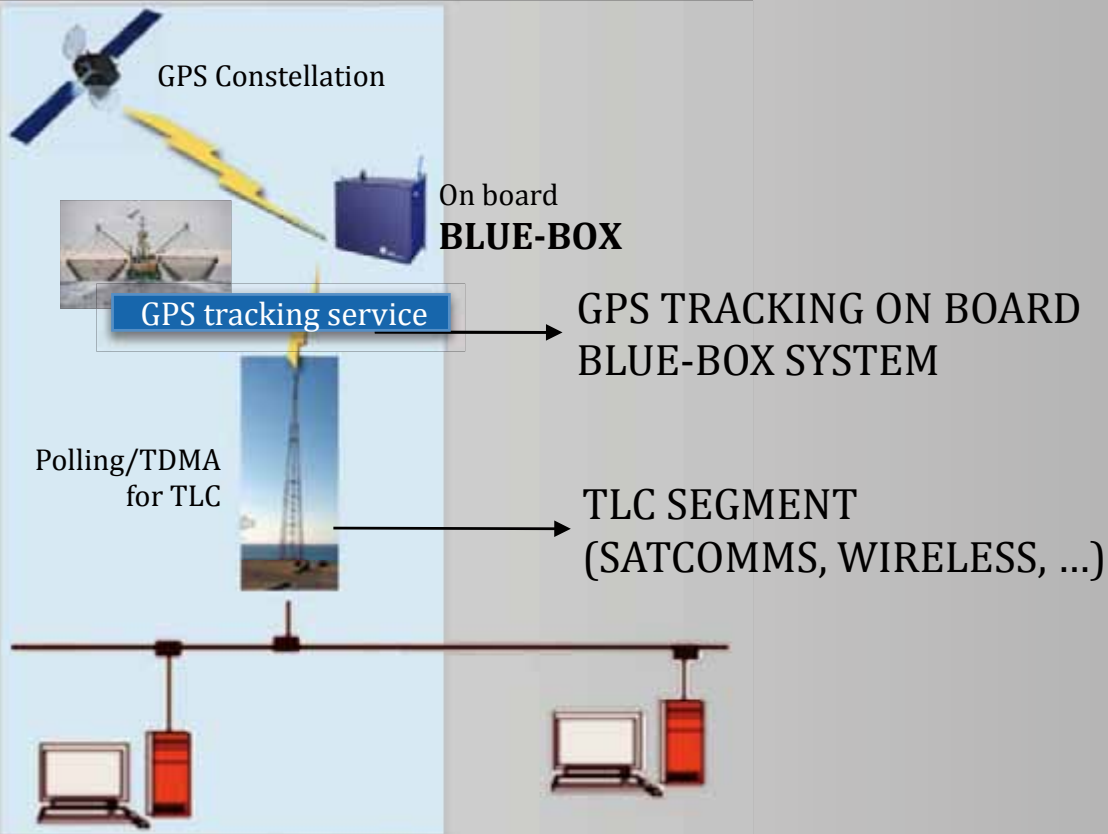 GPS Constellation
On board
BLUE-BOX
GPS tracking service
GPS TRACKING ON BOARD
BLUE-BOX SYSTEM
Polling/TDMA
for TLC
TLC SEGMENT
(SATCOMMS, WIRELESS, ...)